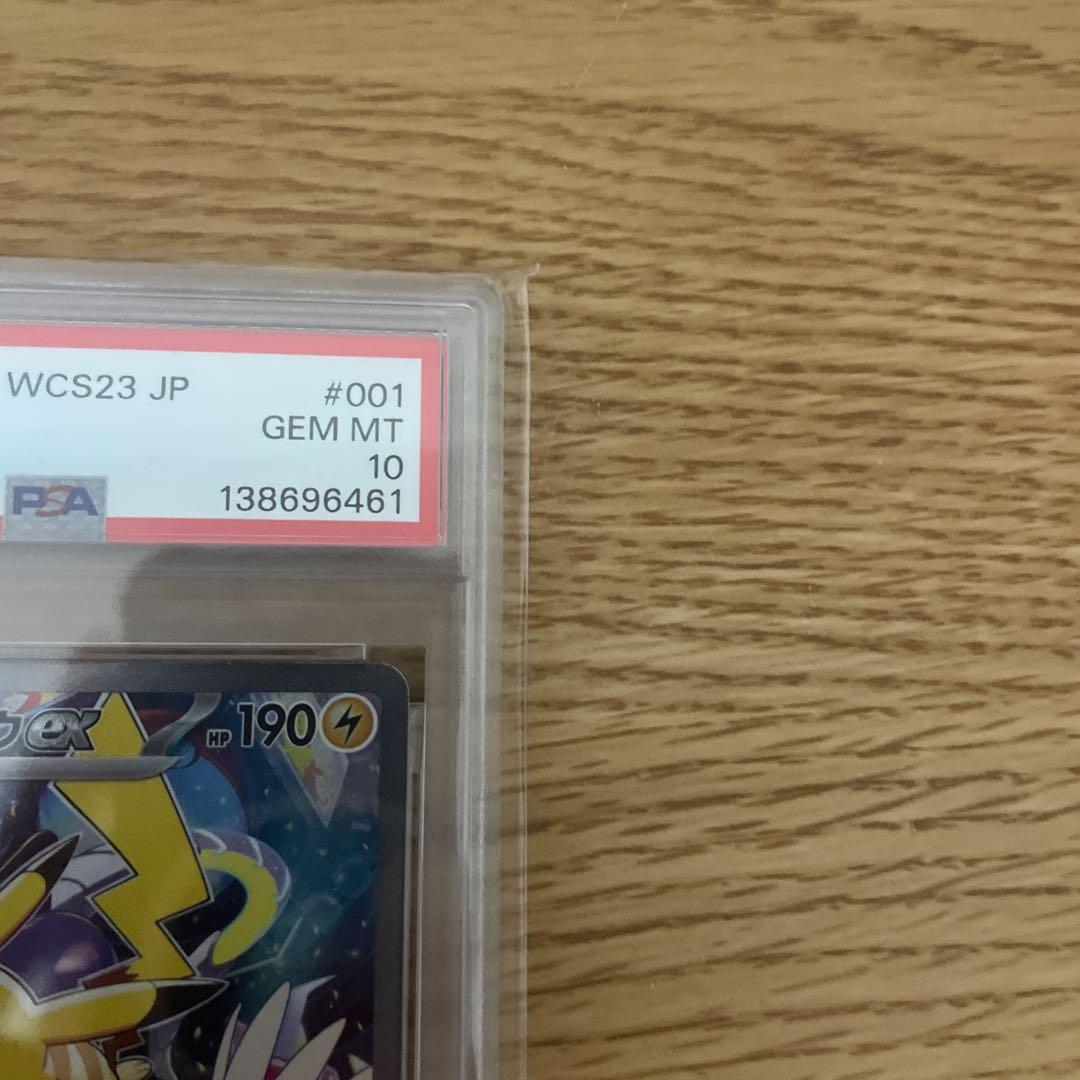 WCS23 JP #001
GEM MT
10
PSA 138696461
ex HP 190